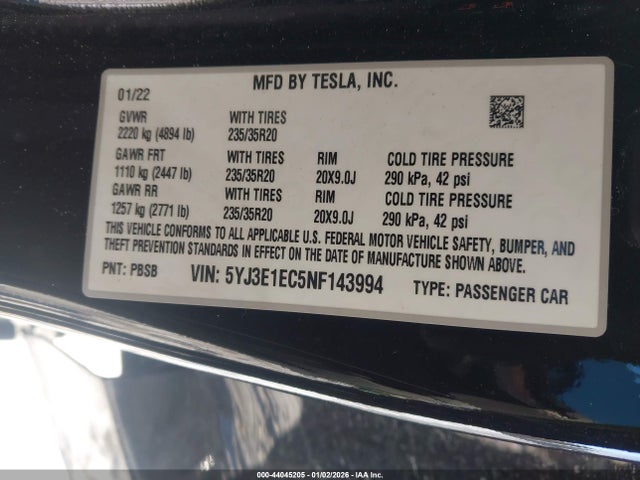 MFD BY TESLA, INC.
01/22
GVWR WITH TIRES
2220 kg (4894 lb) 235/35R20
GAWR FRT WITH TIRES RIM COLD TIRE PRESSURE
1110 kg (2447 lb) 235/35R20 20X9.0J 290 kPa, 42 psi
GAWR RR WITH TIRES RIM COLD TIRE PRESSURE
1257 kg (2771 lb) 235/35R20 20X9.0J 290 kPa, 42 psi
THIS VEHICLE CONFORMS TO ALL APPLICABLE U.S. FEDERAL MOTOR VEHICLE SAFETY, BUMPER, AND
THEFT PREVENTION STANDARDS IN EFFECT ON THE DATE OF MANUFACTURE SHOWN ABOVE.
PNT: PBSB VIN: 5YJ3E1EC5NF143994 TYPE: PASSENGER CAR
000-44045205 - 01/02/2026 - IAA Inc.